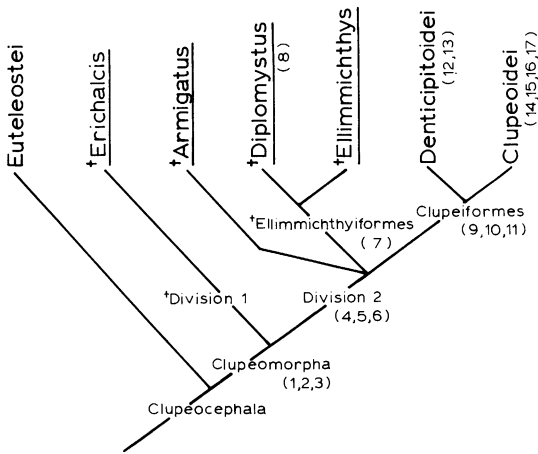 Euteleostei
†Erichalcis
†Armigatus
†Diplomystus
(8)
†Ellimmichthys
Denticipitoidei
(12,13)
Clupeoidei
(14,15,16,17)
†Ellimmichthyiformes
(7)
Clupeiformes
(9,10,11)
†Division 1
Division 2
(4,5,6)
Clupeomorpha
(1,2,3)
Clupeocephala